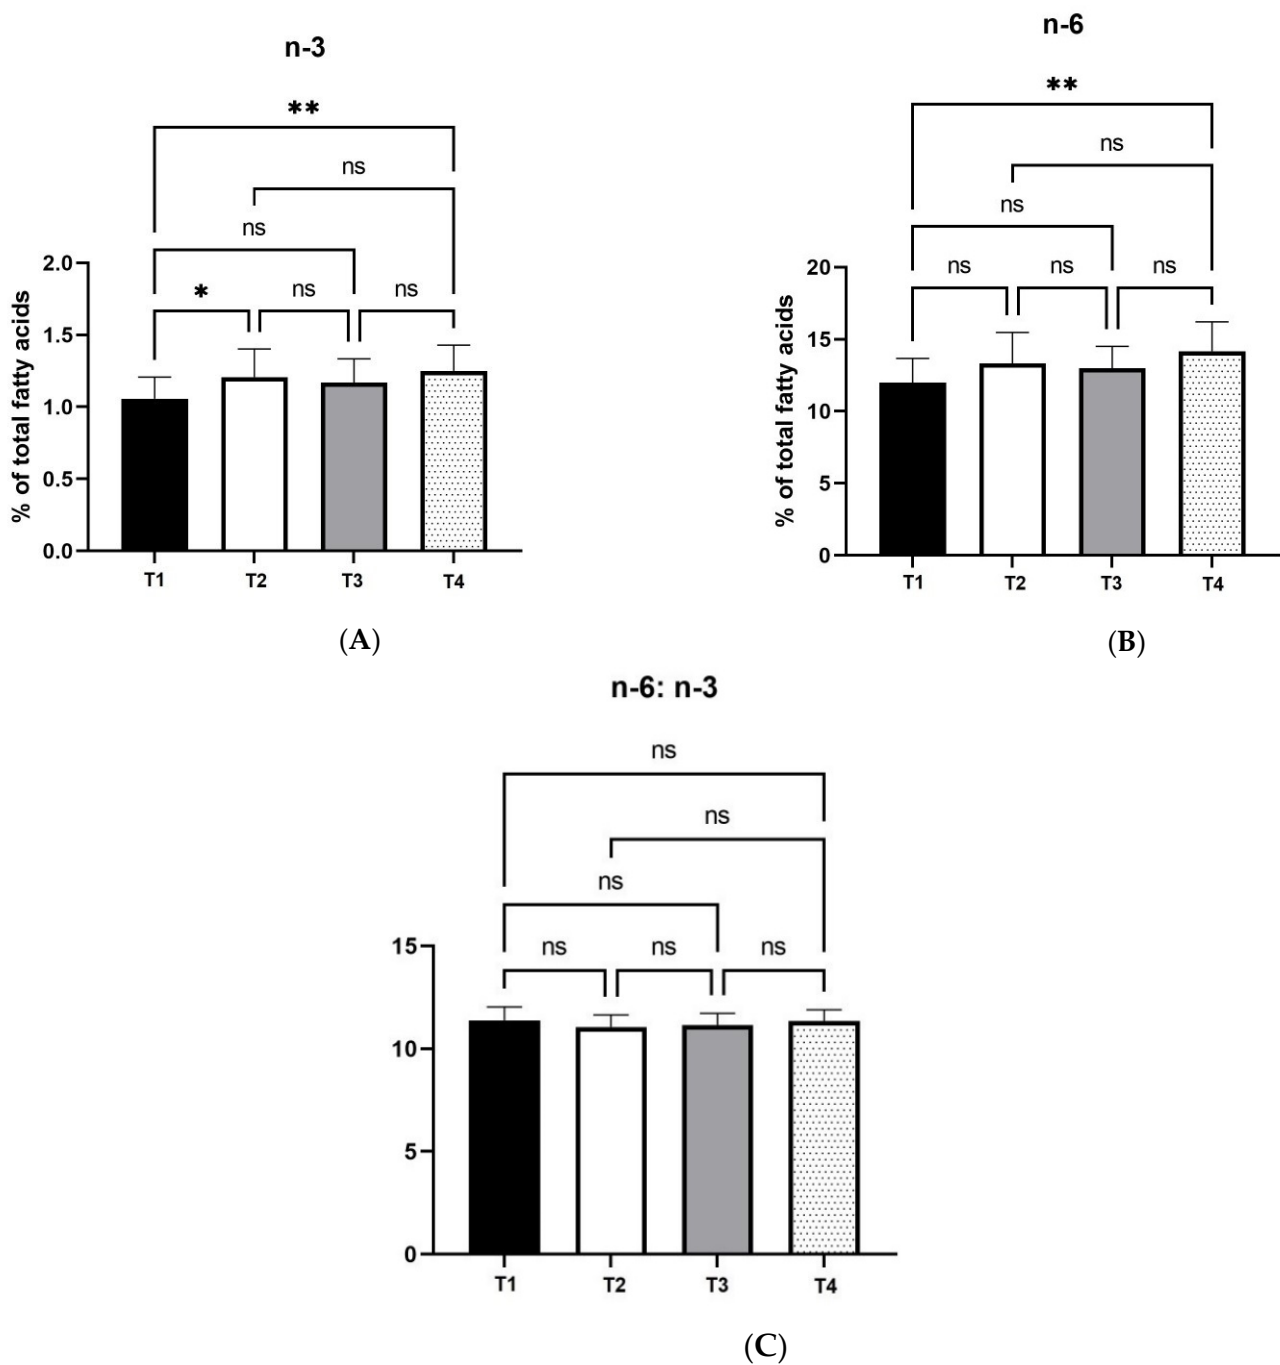 n-3
**
ns
ns
* ns ns
2.0
1.5
1.0
0.5
0.0
% of total fatty acids
T1 T2 T3 T4
(A)
n-6
**
ns
ns
ns ns ns
20
15
10
5
0
% of total fatty acids
T1 T2 T3 T4
(B)
n-6: n-3
ns
ns
ns
ns ns ns
15
10
5
0
T1 T2 T3 T4
(C)